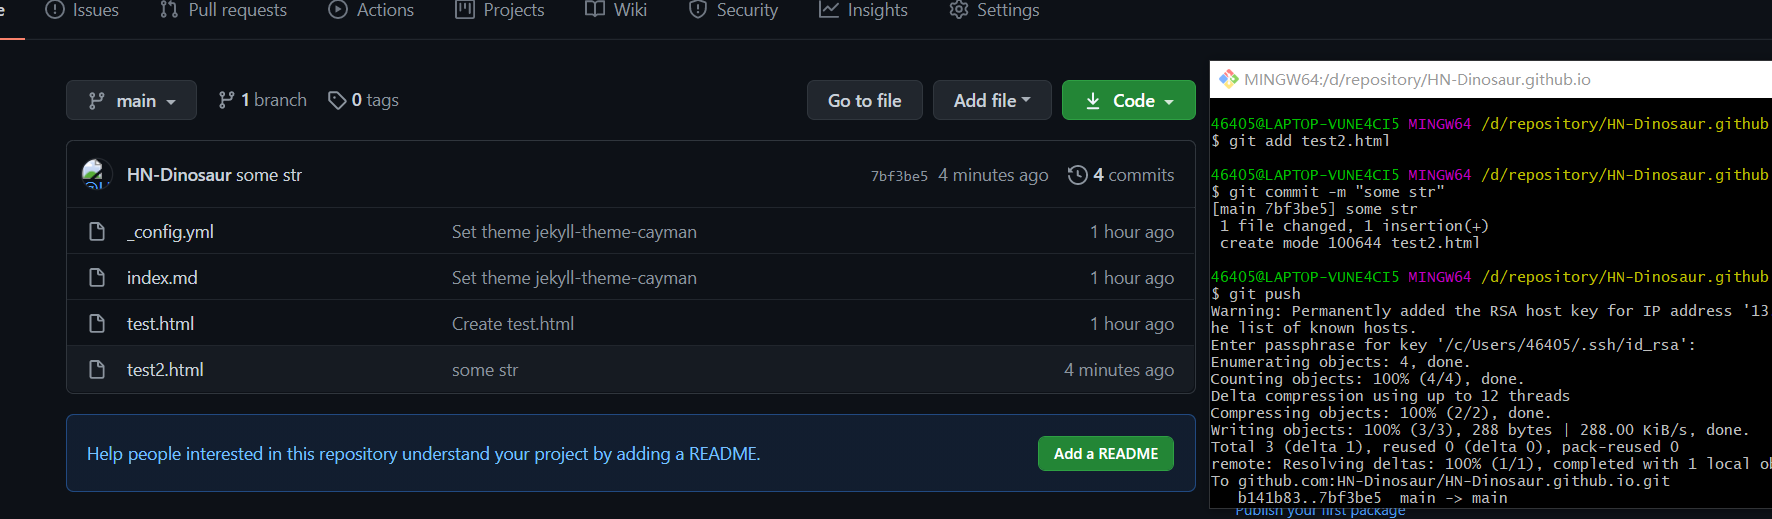 Issues Pull requests Actions Projects Wiki Security Insights Settings
main 1 branch 0 tags Go to file Add file Code
HN-Dinosaur some str 7bf3be5 4 minutes ago 4 commits
_config.yml Set theme jekyll-theme-cayman 1 hour ago
index.md Set theme jekyll-theme-cayman 1 hour ago
test.html Create test.html 1 hour ago
test2.html some str 4 minutes ago
Help people interested in this repository understand your project by adding a README. Add a README
MINGW64:/d/repository/HN-Dinosaur.github.io
46405@LAPTOP-VUNE4CI5 MINGW64 /d/repository/HN-Dinosaur.github
$ git add test2.html
46405@LAPTOP-VUNE4CI5 MINGW64 /d/repository/HN-Dinosaur.github
$ git commit -m "some str"
[main 7bf3be5] some str
1 file changed, 1 insertion(+)
create mode 100644 test2.html
46405@LAPTOP-VUNE4CI5 MINGW64 /d/repository/HN-Dinosaur.github
$ git push
Warning: Permanently added the RSA host key for IP address '13
he list of known hosts.
Enter passphrase for key '/c/Users/46405/.ssh/id_rsa':
Enumerating objects: 4, done.
Counting objects: 100% (4/4), done.
Delta compression using up to 12 threads
Compressing objects: 100% (2/2), done.
Writing objects: 100% (3/3), 288 bytes | 288.00 KiB/s, done.
Total 3 (delta 1), reused 0 (delta 0), pack-reused 0
remote: Resolving deltas: 100% (1/1), completed with 1 local ob
To github.com:HN-Dinosaur/HN-Dinosaur.github.io.git
b141b83..7bf3be5 main -> main
Publish your first package